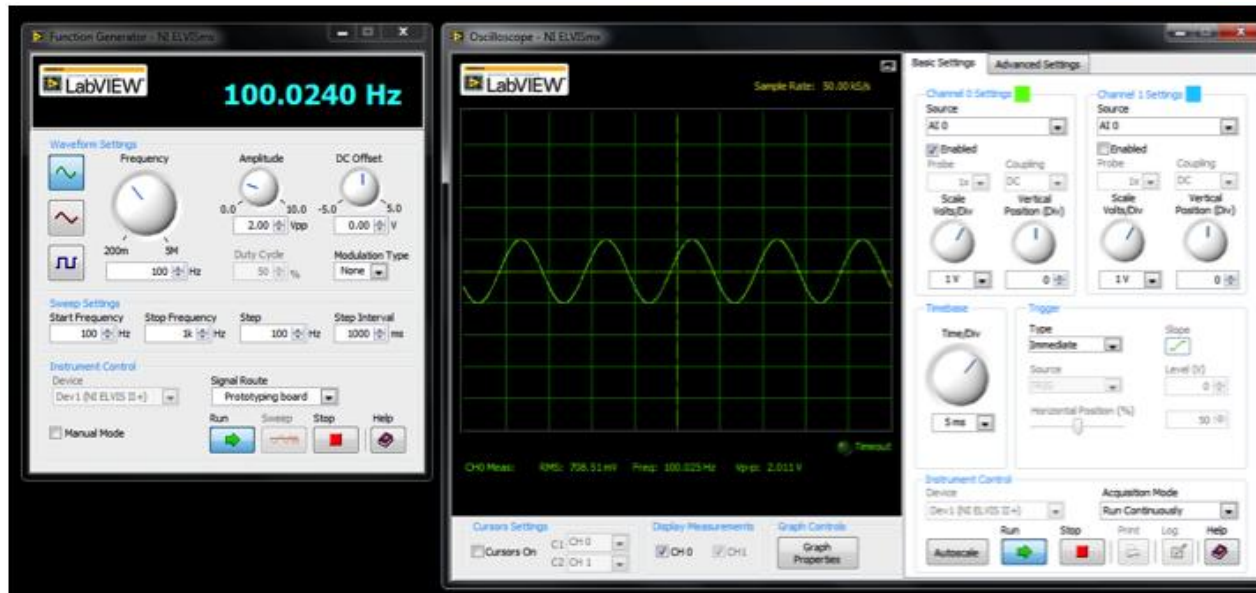 Function Generator - NI ELVISmx
LabVIEW
100.0240 Hz
Waveform Settings
Frequency
Amplitude
DC Offset
0.0 10.0
-5.0 5.0
2.00 Vpp
0.00 V
200m 5M
100 Hz
Duty Cycle
50 %
Modulation Type
None
Sweep Settings
Start Frequency Stop Frequency Step Step Interval
100 Hz 1k Hz 100 Hz 1000 ms
Instrument Control
Device
Dev1 (NI ELVIS II+)
Signal Route
Prototyping board
Manual Mode
Run Sweep Stop Help
Oscilloscope - NI ELVISmx
LabVIEW
Sample Rate: 50.00 kS/s
Timeout
CH0 Meas: RMS: 708.51 mV Freq: 100.025 Hz Vp-p: 2.011 V
Cursors Settings
Cursors On
C1 CH 0
C2 CH 1
Display Measurements
CH 0 CH1
Graph Controls
Graph Properties
Basic Settings Advanced Settings
Channel 0 Settings
Source
AI 0
Enabled
Probe Coupling
1x DC
Scale Volts/Div
Vertical Position (Div)
1 V 0
Channel 1 Settings
Source
AI 0
Enabled
Probe Coupling
1x DC
Scale Volts/Div
Vertical Position (Div)
1 V 0
Timebase
Time/Div
5 ms
Trigger
Type
Immediate
Slope
Source
TRIG
Level (V)
0
Horizontal Position (%)
50
Instrument Control
Device
Dev1 (NI ELVIS II+)
Acquisition Mode
Run Continuously
Run Stop Print Log Help
Autoscale